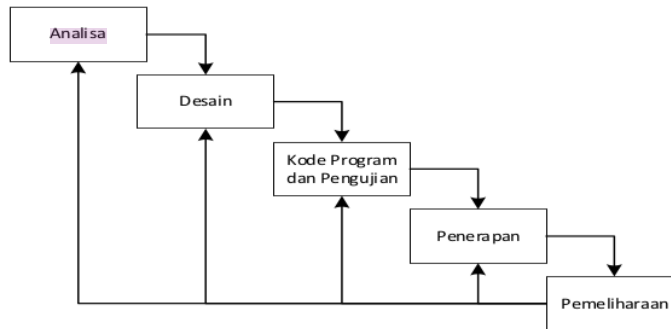 Analisa
Desain
Kode Program
dan Pengujian
Penerapan
Pemeliharaan